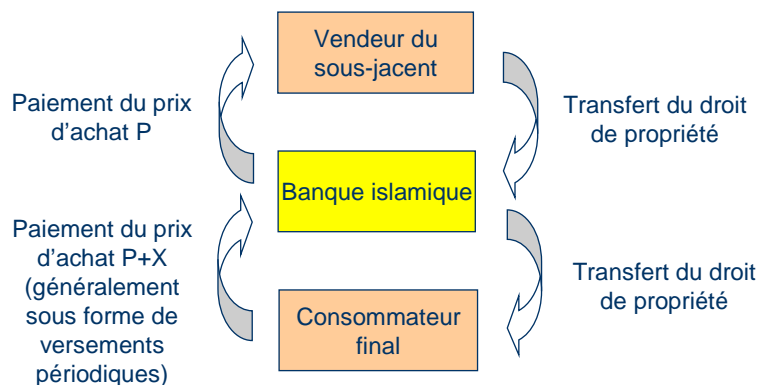 Vendeur du
sous-jacent
Paiement du prix
d'achat P
Transfert du droit
de propriété
Banque islamique
Paiement du prix
d'achat P+X
(généralement
sous forme de
versements
périodiques)
Transfert du droit
de propriété
Consommateur
final